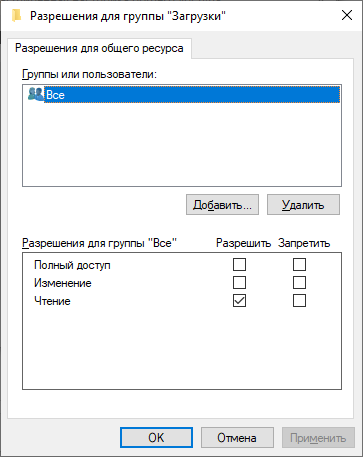 Разрешения для группы "Загрузки"
Разрешения для общего ресурса
Группы или пользователи:
Все
Добавить... Удалить
Разрешения для группы "Все" Разрешить Запретить
Полный доступ
Изменение
Чтение
OK Отмена Применить